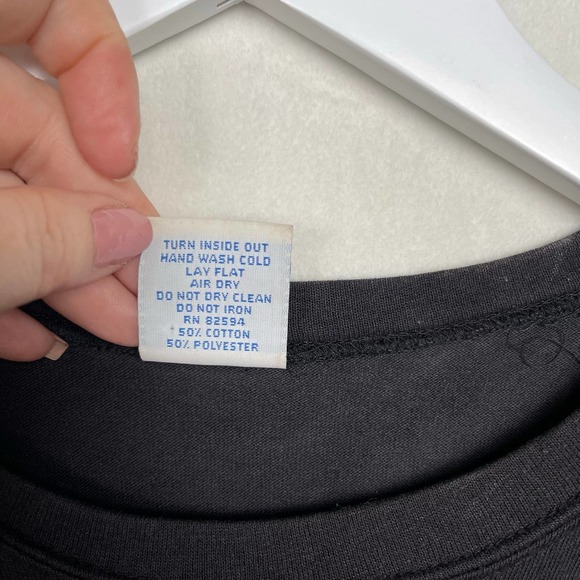 TURN INSIDE OUT
HAND WASH COLD
LAY FLAT
AIR DRY
DO NOT DRY CLEAN
DO NOT IRON
RN 82594
50% COTTON
50% POLYESTER